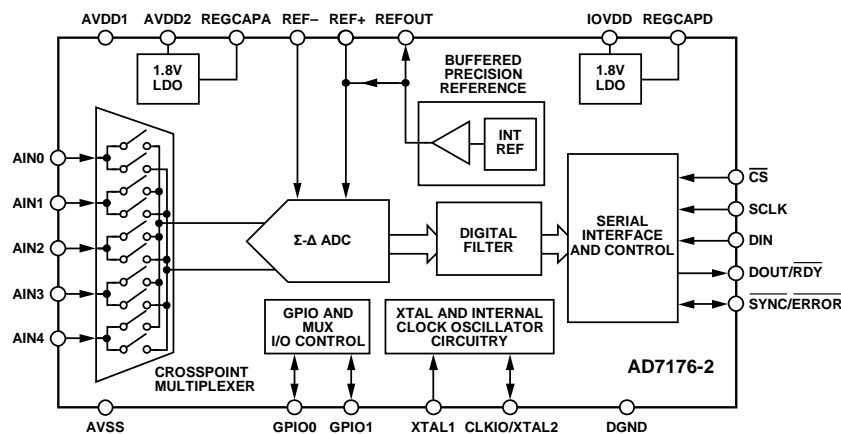 AVDD1 AVDD2 REGCAPA REF– REF+ REFOUT IOVDD REGCAPD
1.8V
LDO
BUFFERED
PRECISION
REFERENCE
1.8V
LDO
INT
REF
AIN0
AIN1
AIN2
AIN3
AIN4
Σ-Δ ADC
DIGITAL
FILTER
SERIAL
INTERFACE
AND CONTROL
CS
SCLK
DIN
DOUT/RDY
SYNC/ERROR
CROSSPOINT
MULTIPLEXER
GPIO AND
MUX
I/O CONTROL
XTAL AND INTERNAL
CLOCK OSCILLATOR
CIRCUITRY
AD7176-2
AVSS GPIO0 GPIO1 XTAL1 CLKIO/XTAL2 DGND